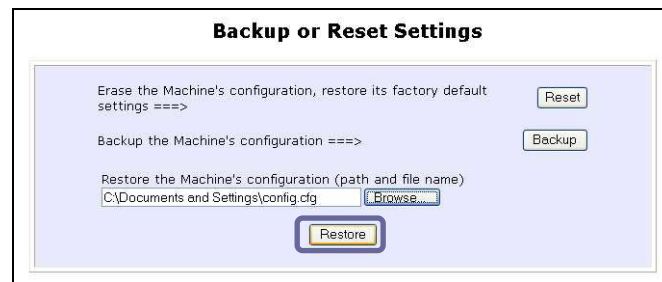 Backup or Reset Settings
Erase the Machine's configuration, restore its factory default
settings ===>
Reset
Backup the Machine's configuration ===>
Backup
Restore the Machine's configuration (path and file name)
C:\Documents and Settings\config.cfg
Browse...
Restore